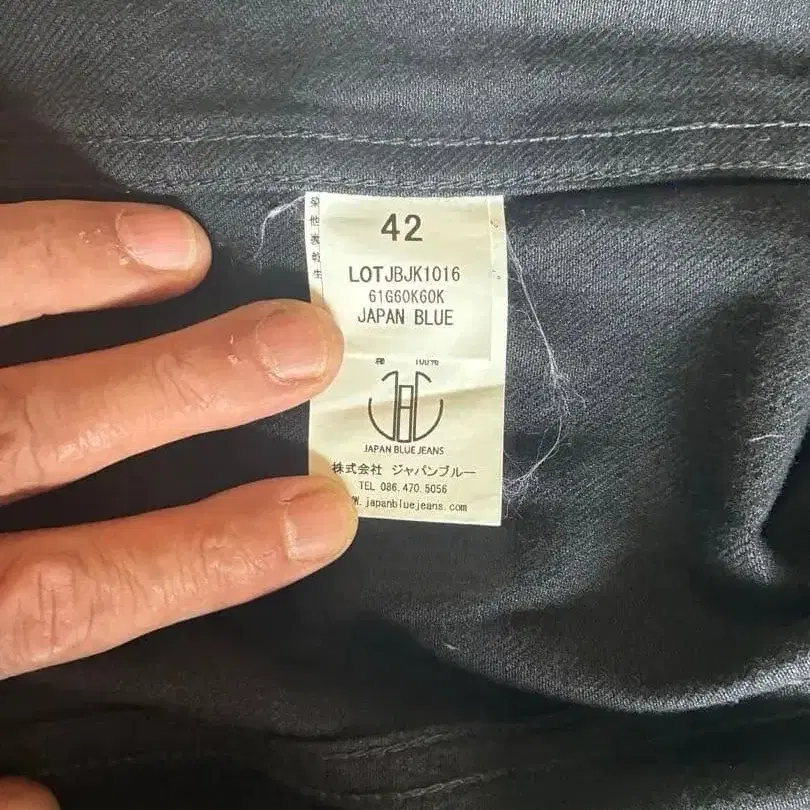 42
LOTJBJK1016
61G60K60K
JAPAN BLUE
綿 100%
JAPAN BLUE JEANS
株式会社 ジャパンブルー
TEL 086.470.5056
W.japanbluejeans.com